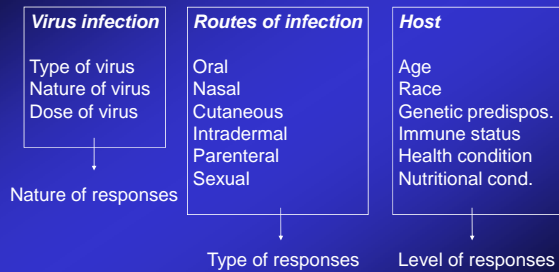 Virus infection
Type of virus
Nature of virus
Dose of virus
Nature of responses
Routes of infection
Oral
Nasal
Cutaneous
Intradermal
Parenteral
Sexual
Type of responses
Host
Age
Race
Genetic predispos.
Immune status
Health condition
Nutritional cond.
Level of responses